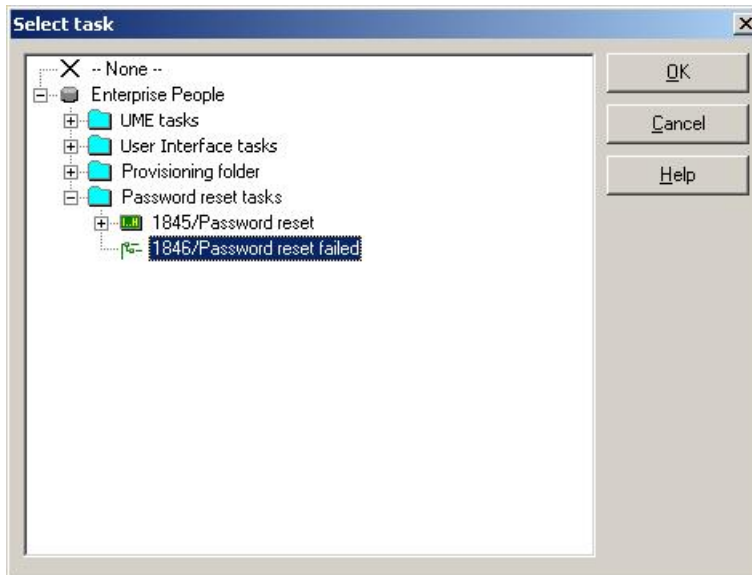 Select task
-- None --
Enterprise People
UME tasks
User Interface tasks
Provisioning folder
Password reset tasks
1845/Password reset
1846/Password reset failed
OK
Cancel
Help